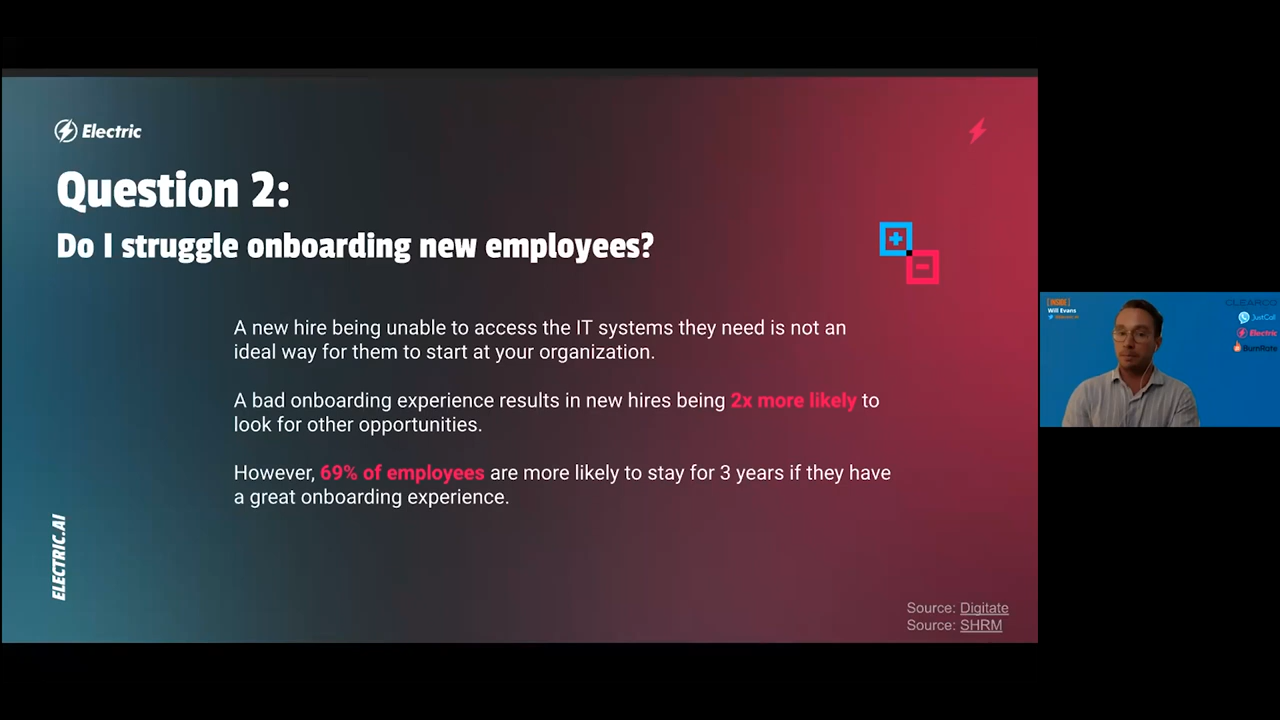 Electric
Question 2:
Do I struggle onboarding new employees?
A new hire being unable to access the IT systems they need is not an
ideal way for them to start at your organization.
A bad onboarding experience results in new hires being 2x more likely to
look for other opportunities.
However, 69% of employees are more likely to stay for 3 years if they have
a great onboarding experience.
ELECTRIC.AI
Source: Digitate
Source: SHRM
[INSIDE]
Will Evans
CLEARCO
JustCall
Electric
BurnRate